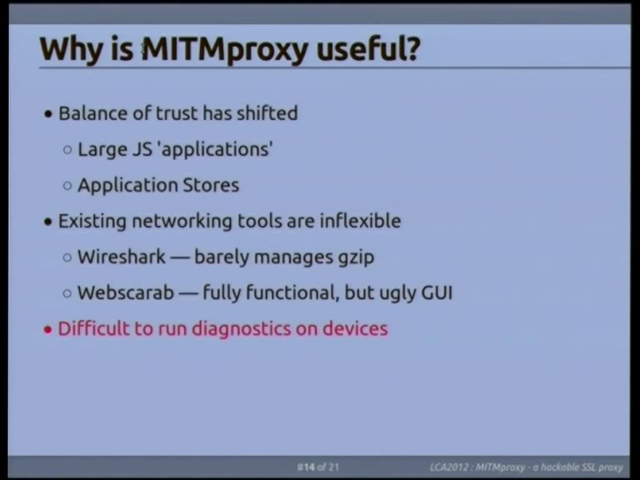 Why is MITMproxy useful?
• Balance of trust has shifted
○ Large JS 'applications'
○ Application Stores
• Existing networking tools are inflexible
○ Wireshark — barely manages gzip
○ Webscarab — fully functional, but ugly GUI
• Difficult to run diagnostics on devices
#14 of 21
LCA2012 : MITMproxy - a hackable SSL proxy